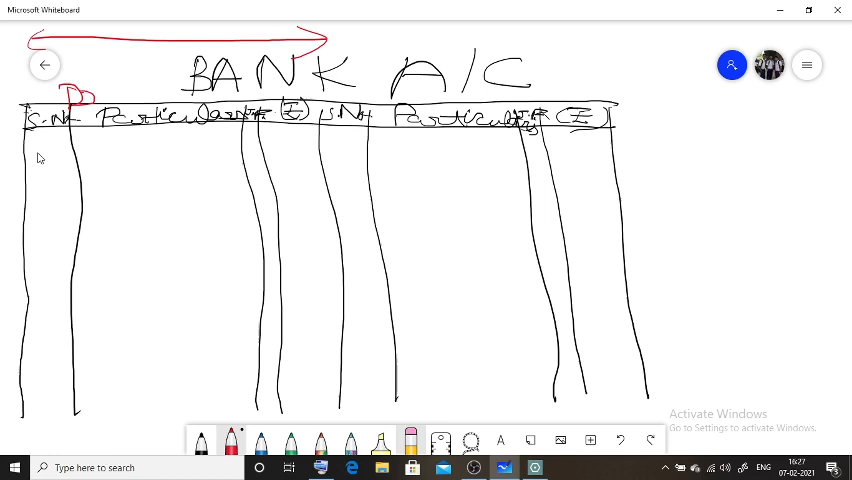 Microsoft Whiteboard
BANK A/C
D
S.No Particulars J.F (₹) S.No Particulars J.F (₹)
Activate Windows
Go to Settings to activate Windows.
A
Type here to search
ENG
16:27
07-02-2021
3